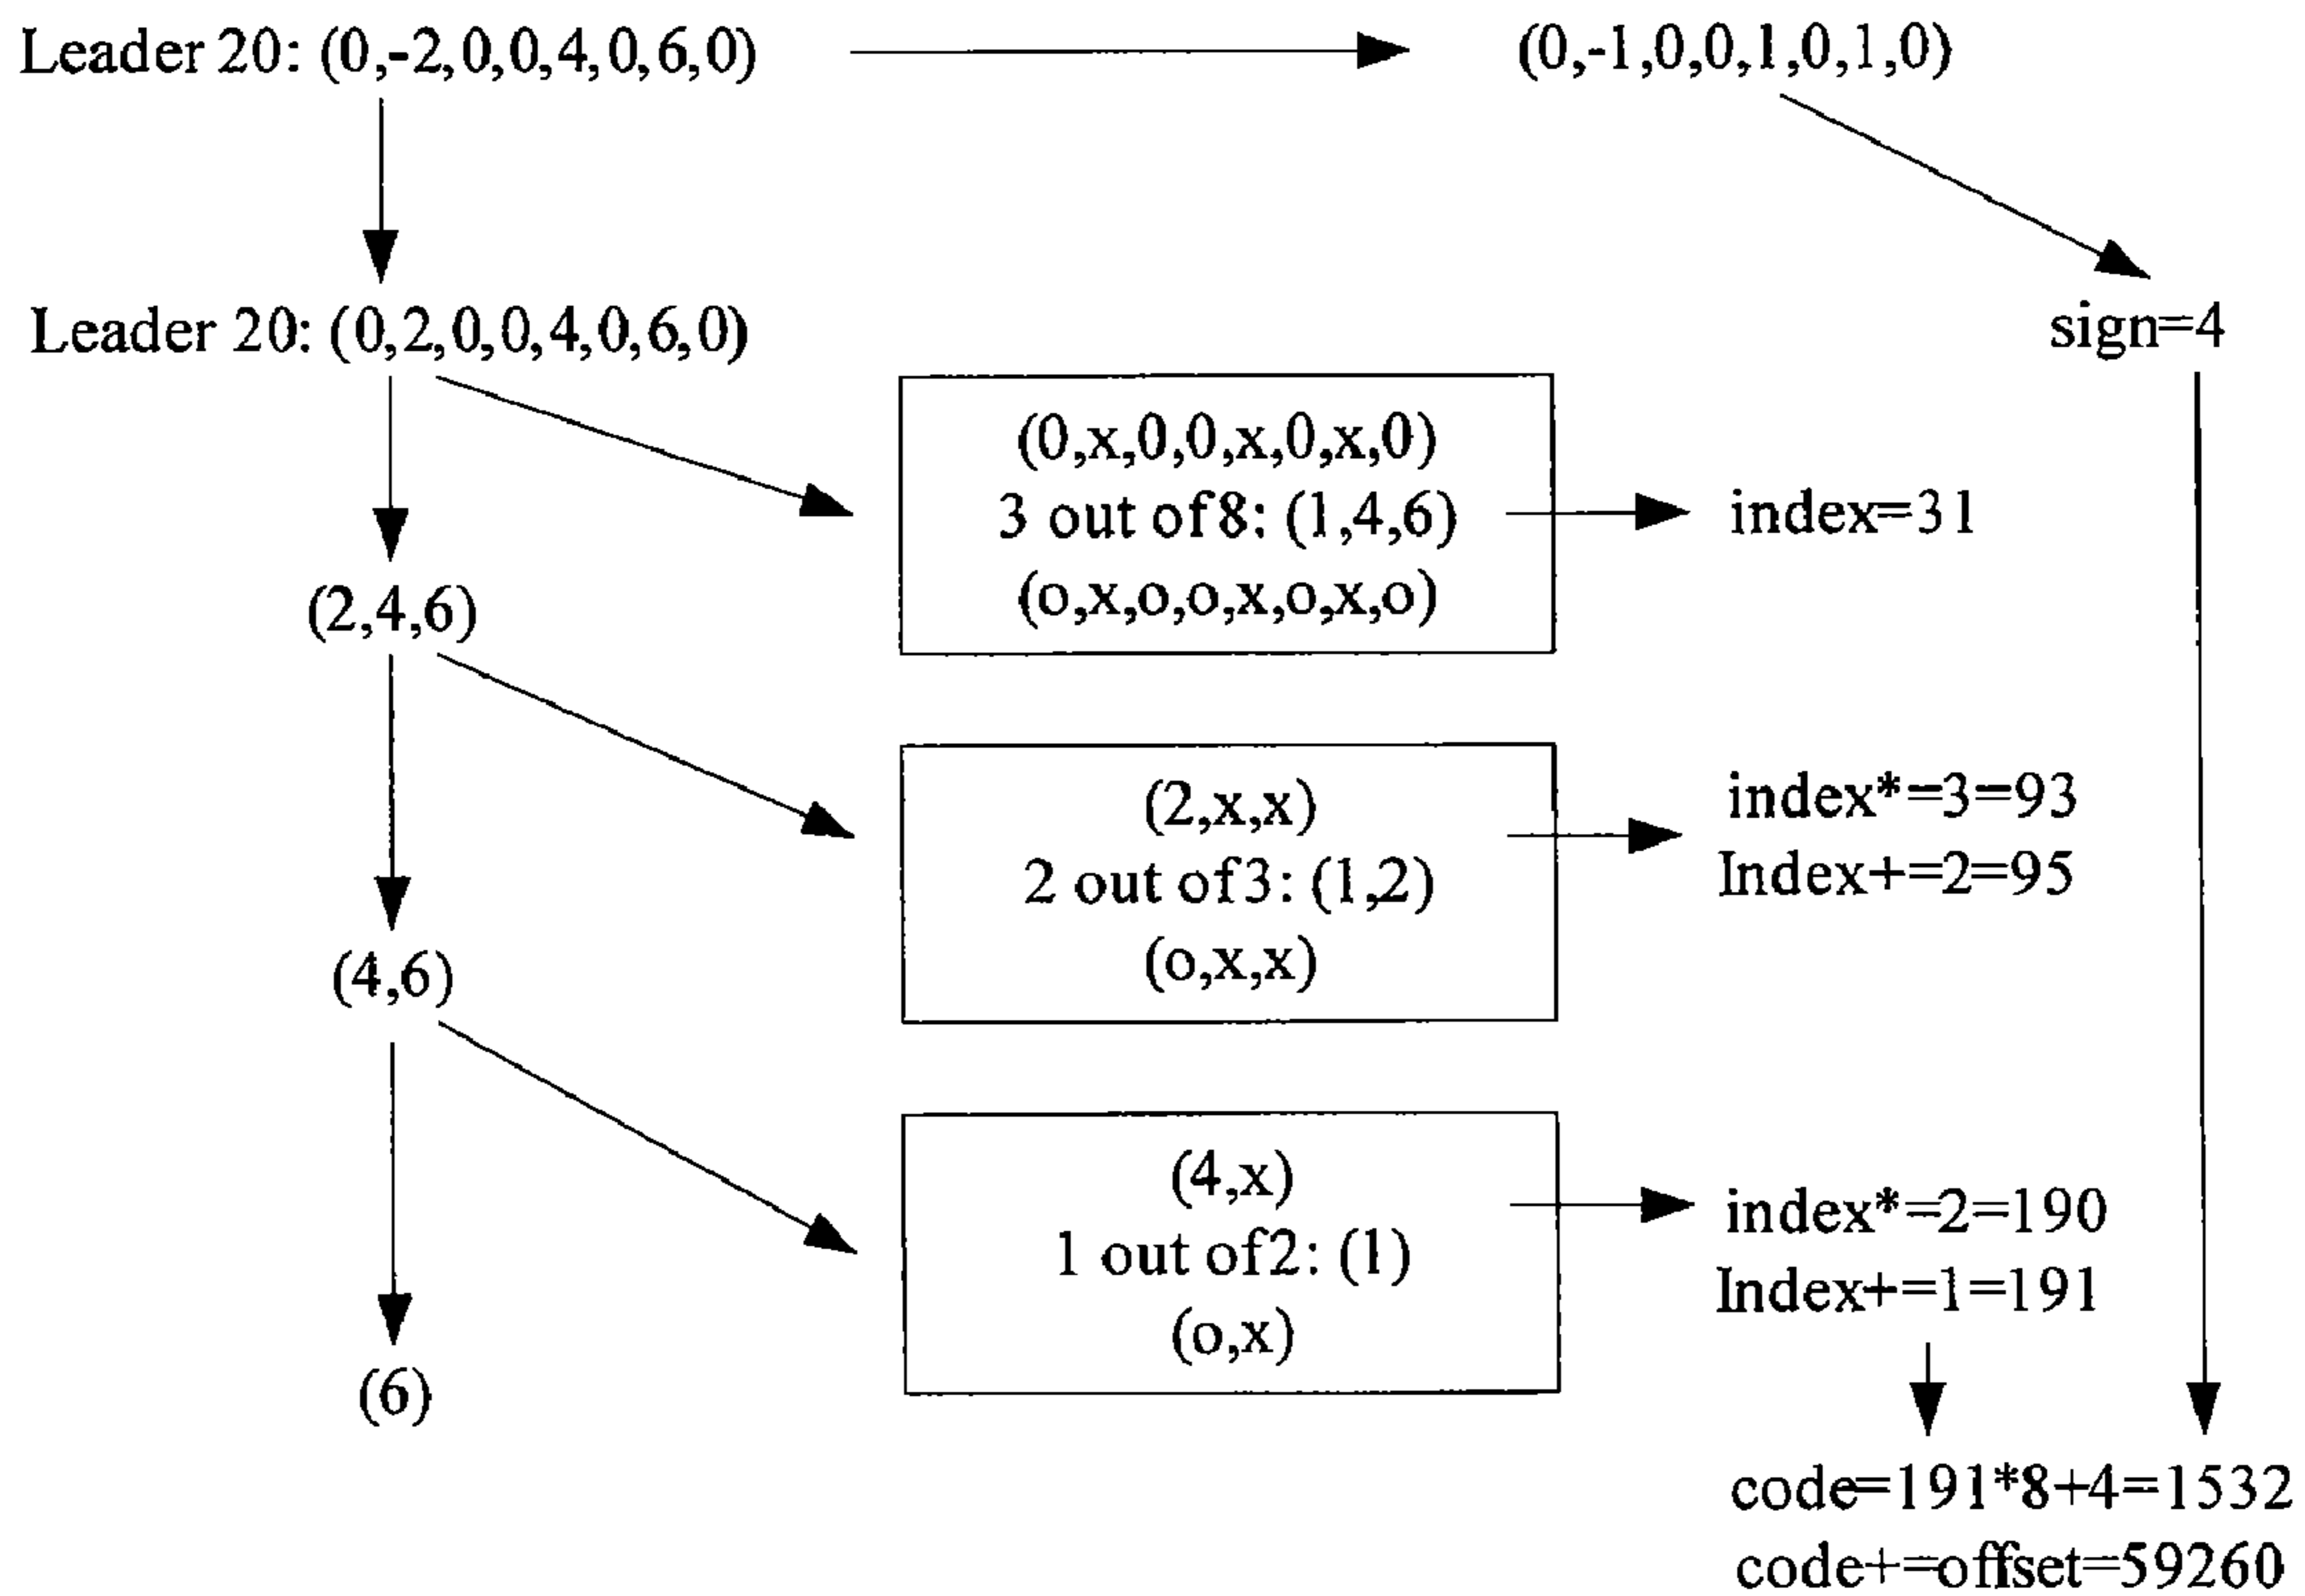 Leader 20: (0,-2,0,0,4,0,6,0)
(0,-1,0,0,1,0,1,0)
Leader 20: (0,2,0,0,4,0,6,0)
sign=4
(0,x,0,0,x,0,x,0)
3 out of 8: (1,4,6)
(o,x,o,o,x,o,x,o)
index=31
(2,4,6)
(2,x,x)
2 out of 3: (1,2)
(o,x,x)
index*=3=93
Index+=2=95
(4,6)
(4,x)
1 out of 2: (1)
(o,x)
index*=2=190
Index+=1=191
(6)
code=191*8+4=1532
code+=offset=59260